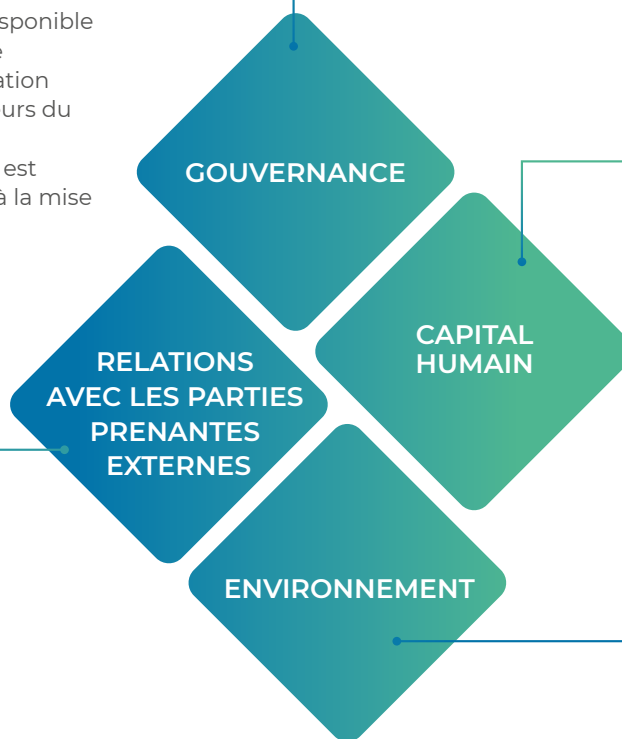 sponible
e
ation
urs du
est
à la mise
GOUVERNANCE
CAPITAL
HUMAIN
RELATIONS
AVEC LES PARTIES
PRENANTES
EXTERNES
ENVIRONNEMENT